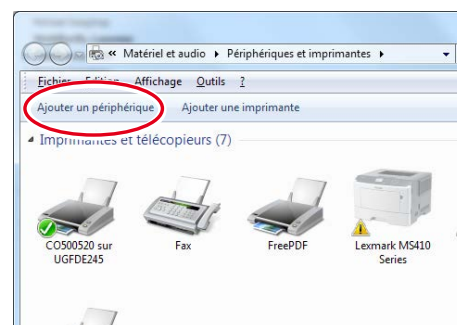 « Matériel et audio ▸ Périphériques et imprimantes ▸
Fichier Edition Affichage Outils ?
Ajouter un périphérique Ajouter une imprimante
Imprimantes et télécopieurs (7)
CO500520 sur UGFDE245
Fax
FreePDF
Lexmark MS410 Series